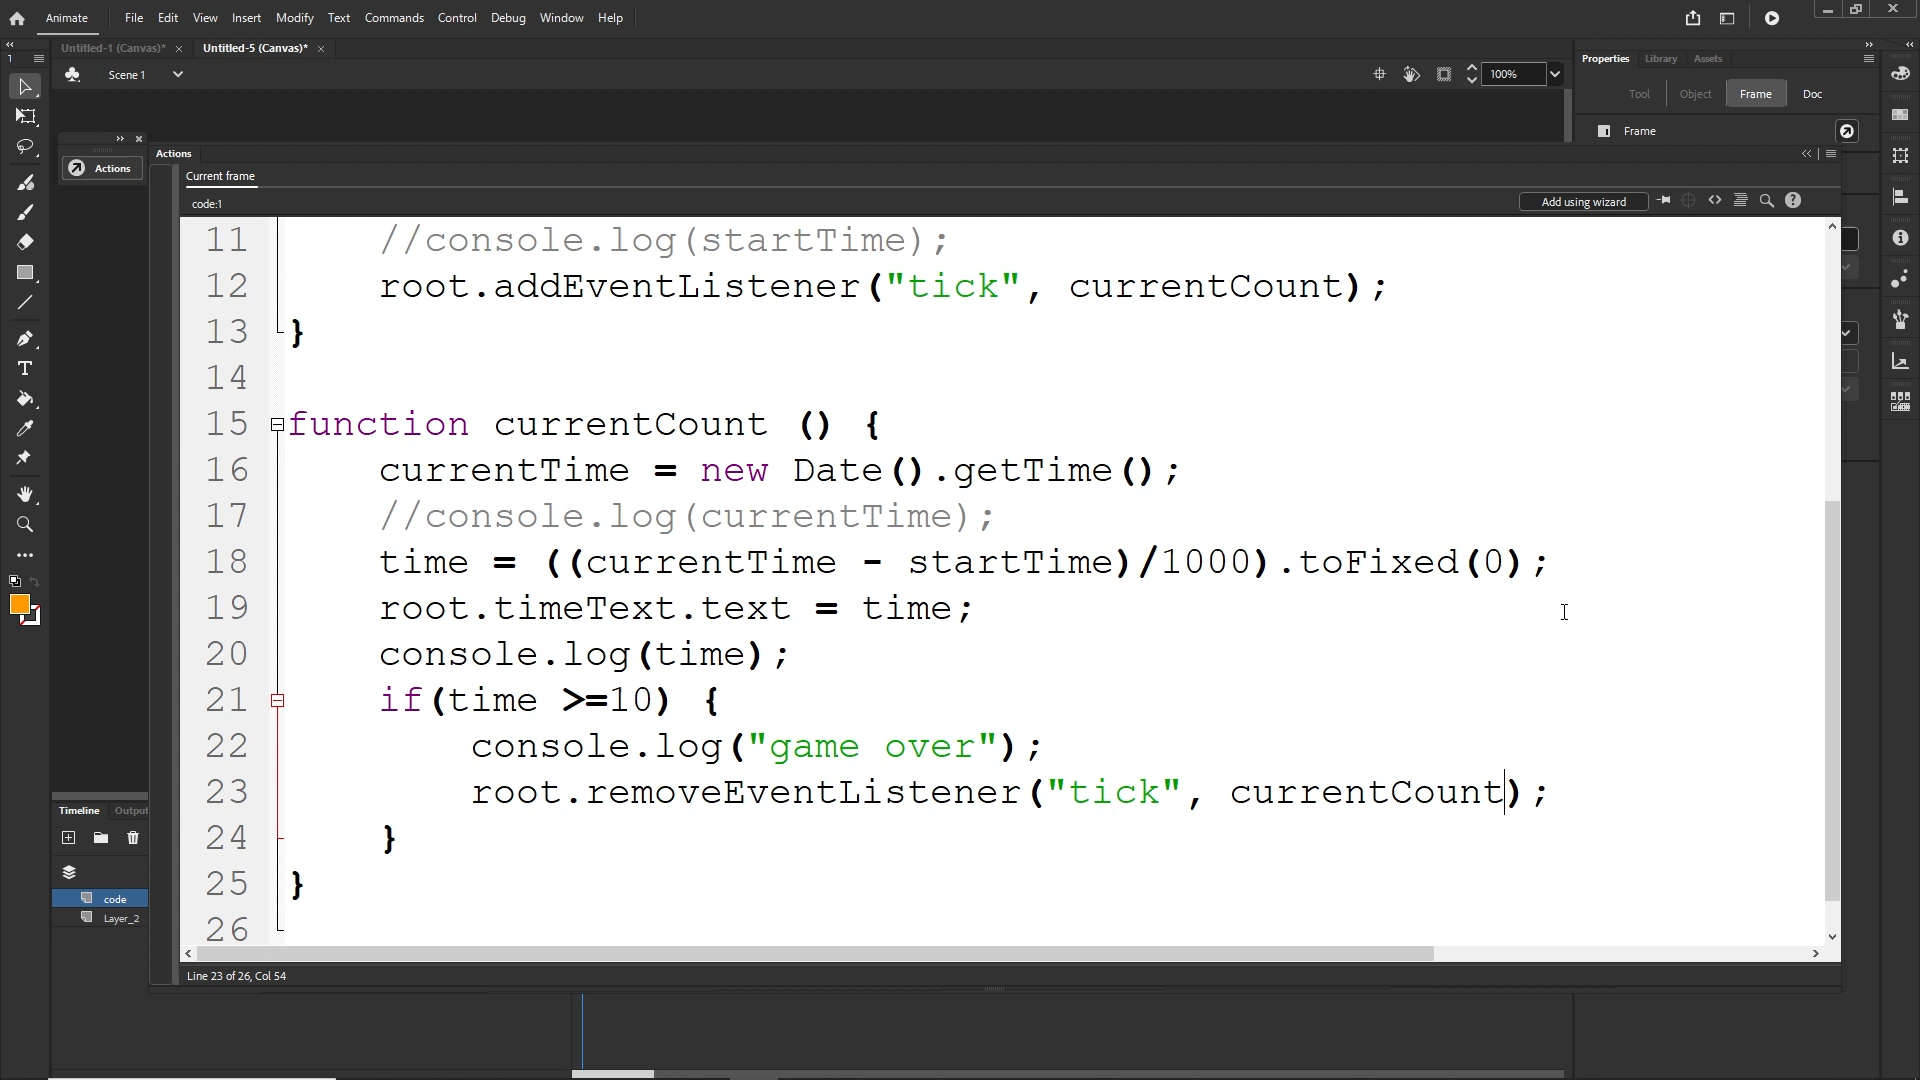 Animate File Edit View Insert Modify Text Commands Control Debug Window Help
Untitled-1 (Canvas)* Untitled-5 (Canvas)*
Scene 1 100%
Properties Library Assets
Tool Object Frame Doc
Frame
Actions
Actions
Current frame
code:1 Add using wizard
11 //console.log(startTime);
12 root.addEventListener("tick", currentCount);
13 }
14
15 function currentCount () {
16 currentTime = new Date().getTime();
17 //console.log(currentTime);
18 time = ((currentTime - startTime)/1000).toFixed(0);
19 root.timeText.text = time;
20 console.log(time);
21 if(time >=10) {
22 console.log("game over");
23 root.removeEventListener("tick", currentCount);
24 }
25 }
26
Timeline Output
code
Layer_2
Line 23 of 26, Col 54